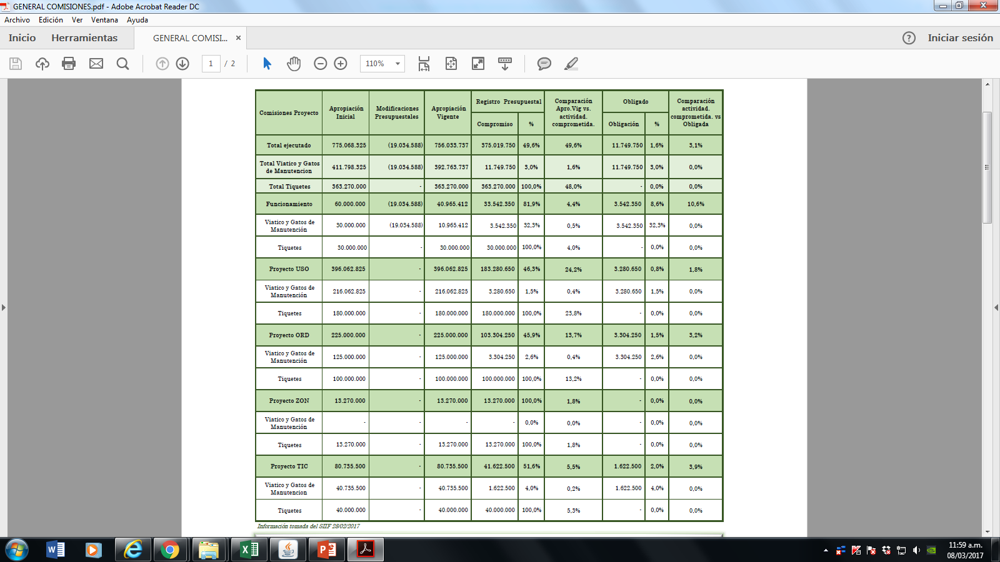 GENERAL COMISIONES.pdf - Adobe Acrobat Reader DC
Archivo Edición Ver Ventana Ayuda
Inicio Herramientas GENERAL COMISI... × ? Iniciar sesión
1 / 2 110%
Comisiones Proyecto Apropiación Inicial Modificaciones Presupuestales Apropiación Vigente Registro Presupuestal Compromiso % Comparación Apro.Vig vs. actividad. comprometida. Obligado Obligación % Comparación actividad. comprometida. vs Obligada
Total ejecutado 775.068.325 (19.034.588) 756.033.737 375.019.750 49,6% 49,6% 11.749.750 1,6% 3,1%
Total Viatico y Gatos de Manutencion 411.798.325 (19.034.588) 392.763.737 11.749.750 3,0% 1,6% 11.749.750 3,0% 0,0%
Total Tiquetes 363.270.000 - 363.270.000 363.270.000 100,0% 48,0% - 0,0% 0,0%
Funcionamiento 60.000.000 (19.034.588) 40.965.412 33.542.350 81,9% 4,4% 3.542.350 8,6% 10,6%
Viatico y Gatos de Manutención 30.000.000 (19.034.588) 10.965.412 3.542.350 32,3% 0,5% 3.542.350 32,3% 0,0%
Tiquetes 30.000.000 - 30.000.000 30.000.000 100,0% 4,0% - 0,0% 0,0%
Proyecto USO 396.062.825 - 396.062.825 183.280.650 46,3% 24,2% 3.280.650 0,8% 1,8%
Viatico y Gatos de Manutención 216.062.825 - 216.062.825 3.280.650 1,5% 0,4% 3.280.650 1,5% 0,0%
Tiquetes 180.000.000 - 180.000.000 180.000.000 100,0% 23,8% - 0,0% 0,0%
Proyecto ORD 225.000.000 - 225.000.000 103.304.250 45,9% 13,7% 3.304.250 1,5% 3,2%
Viatico y Gatos de Manutención 125.000.000 - 125.000.000 3.304.250 2,6% 0,4% 3.304.250 2,6% 0,0%
Tiquetes 100.000.000 - 100.000.000 100.000.000 100,0% 13,2% - 0,0% 0,0%
Proyecto ZON 13.270.000 - 13.270.000 13.270.000 100,0% 1,8% - 0,0% 0,0%
Viatico y Gatos de Manutención - - - - 0,0% 0,0% - 0,0% 0,0%
Tiquetes 13.270.000 - 13.270.000 13.270.000 100,0% 1,8% - 0,0% 0,0%
Proyecto TIC 80.735.500 - 80.735.500 41.622.500 51,6% 5,5% 1.622.500 2,0% 3,9%
Viatico y Gatos de Manutencion 40.735.500 - 40.735.500 1.622.500 4,0% 0,2% 1.622.500 4,0% 0,0%
Tiquetes 40.000.000 - 40.000.000 40.000.000 100,0% 5,3% - 0,0% 0,0%
Información tomada del SIIF 28/02/2017
11:59 a.m.
08/03/2017